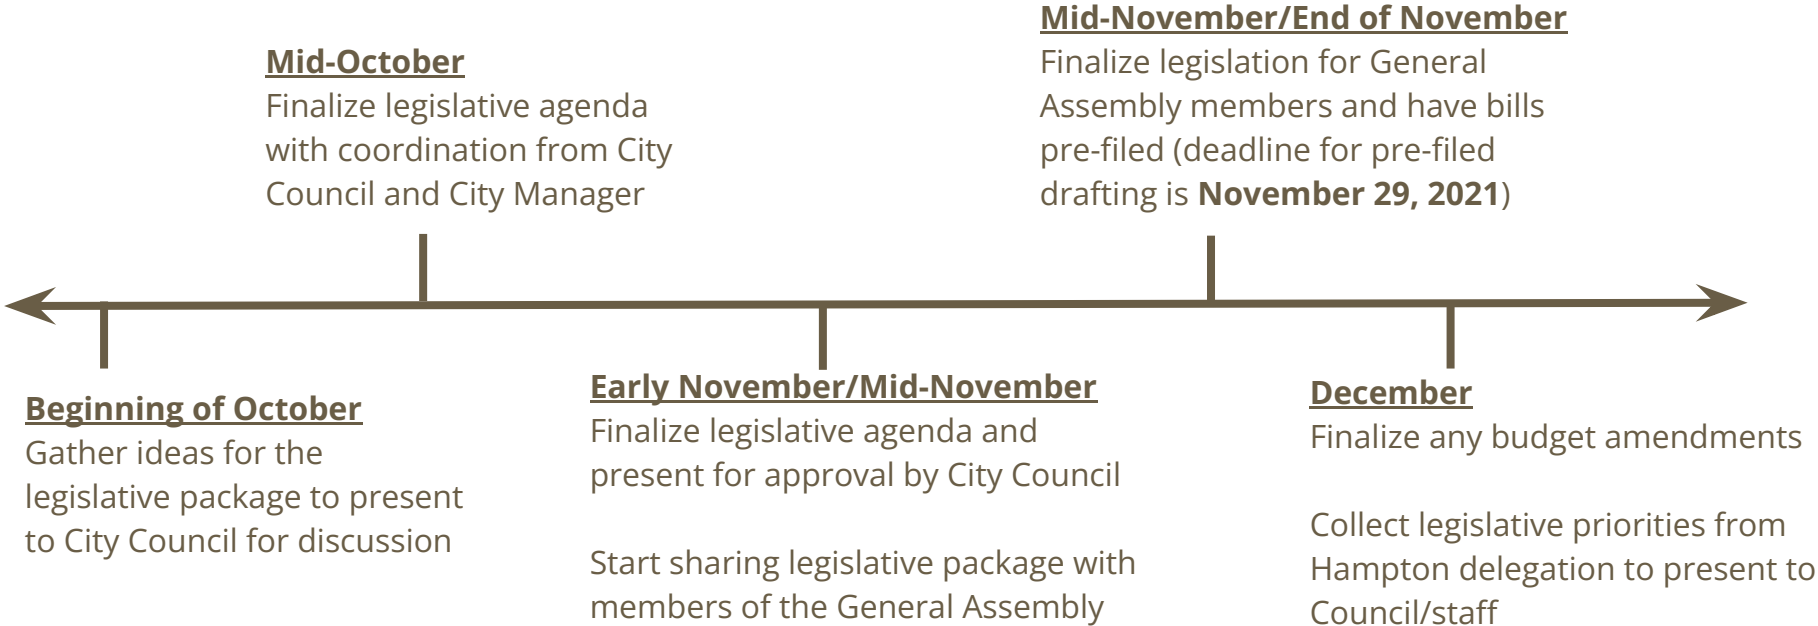 Mid-October
Finalize legislative agenda
with coordination from City
Council and City Manager
Mid-November/End of November
Finalize legislation for General
Assembly members and have bills
pre-filed (deadline for pre-filed
drafting is November 29, 2021)
Beginning of October
Gather ideas for the
legislative package to present
to City Council for discussion
Early November/Mid-November
Finalize legislative agenda and
present for approval by City Council
Start sharing legislative package with
members of the General Assembly
December
Finalize any budget amendments
Collect legislative priorities from
Hampton delegation to present to
Council/staff